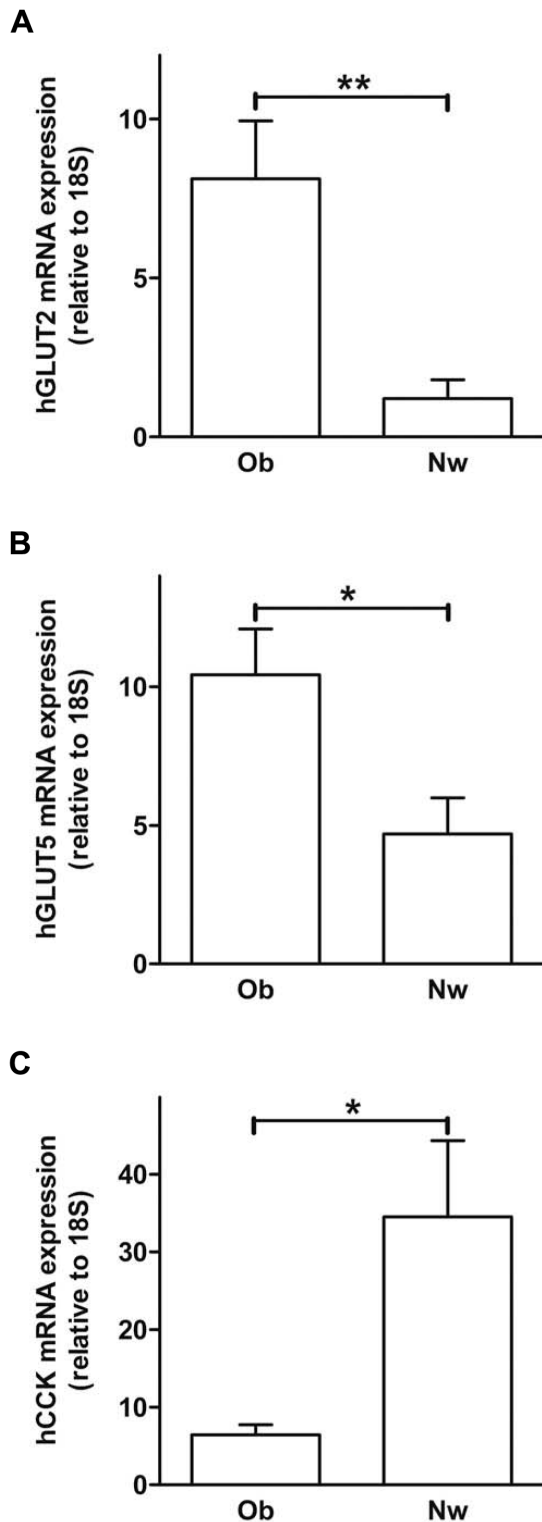 A
hGLUT2 mRNA expression
(relative to 18S)
**
10
5
0
Ob Nw
B
hGLUT5 mRNA expression
(relative to 18S)
*
10
5
0
Ob Nw
C
hCCK mRNA expression
(relative to 18S)
*
40
30
20
10
0
Ob Nw